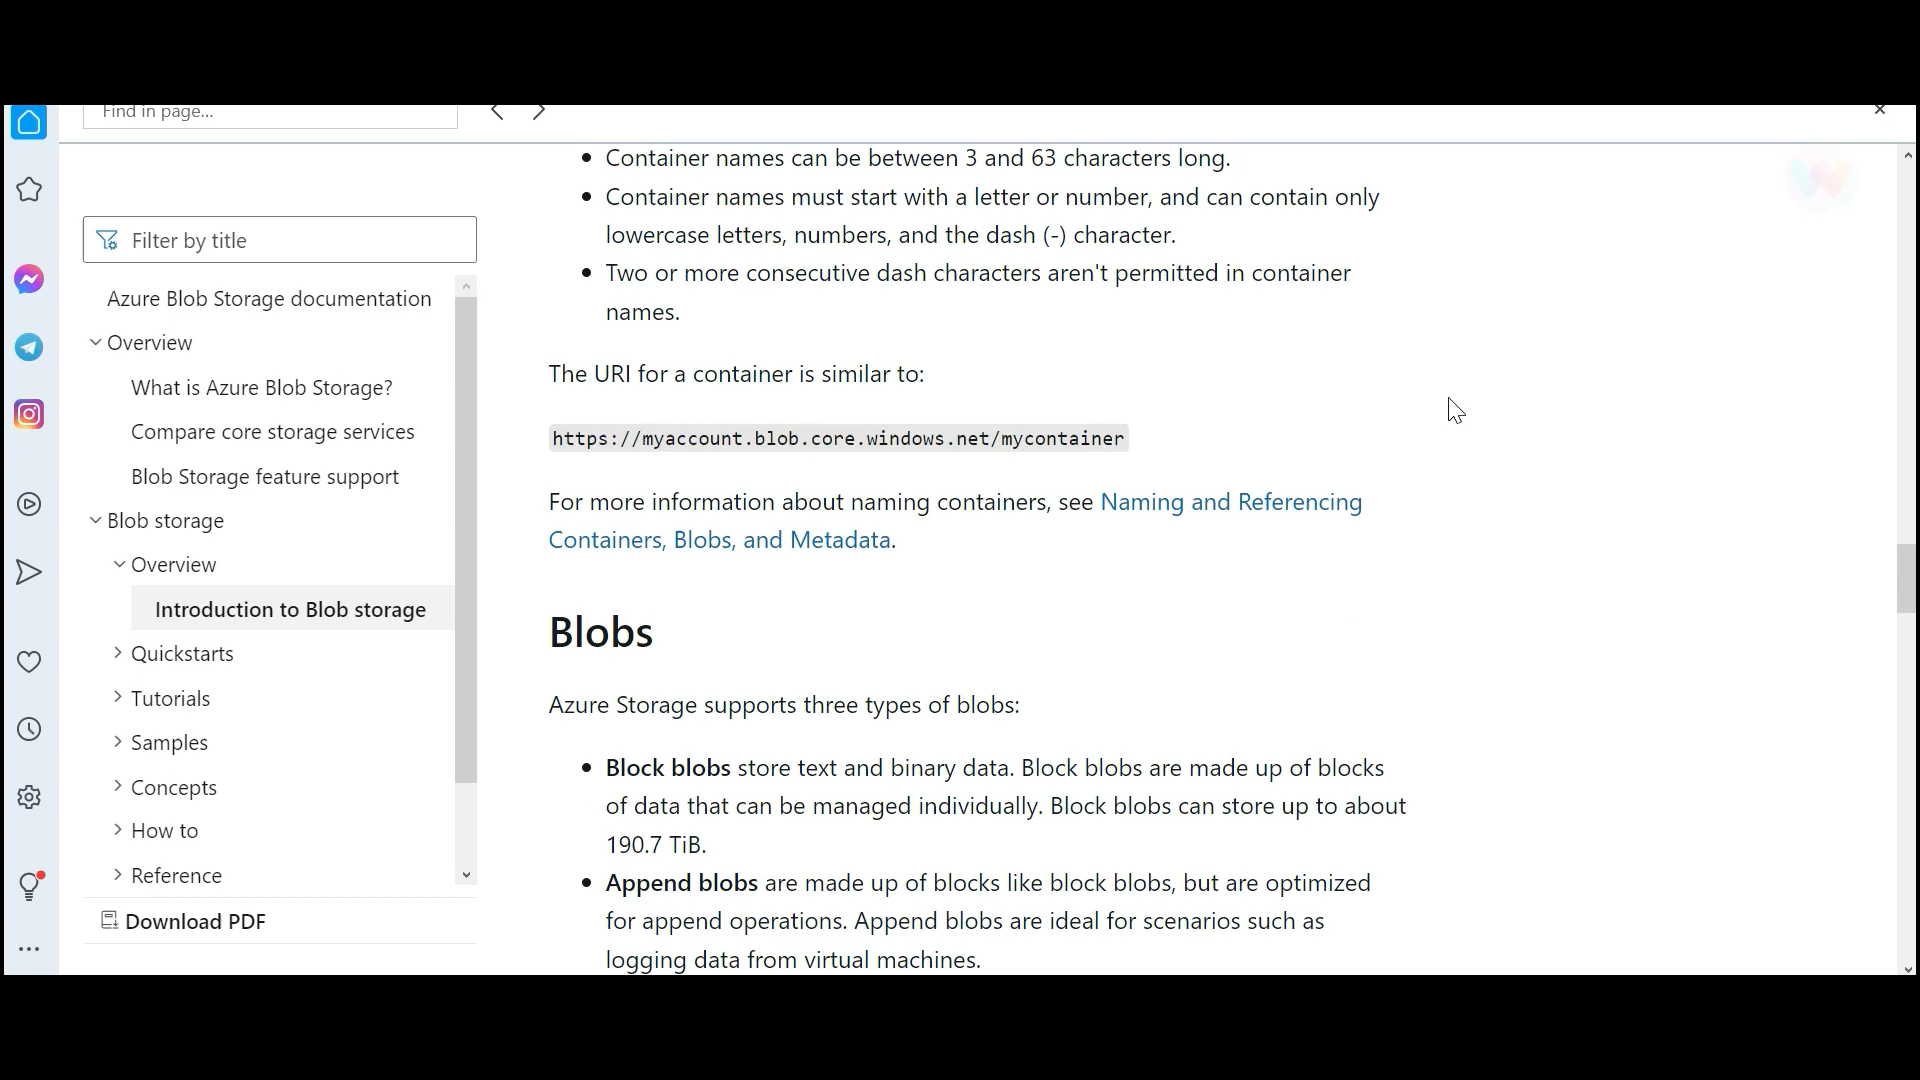 Find in page...
Container names can be between 3 and 63 characters long.
Container names must start with a letter or number, and can contain only
lowercase letters, numbers, and the dash (-) character.
Two or more consecutive dash characters aren't permitted in container
names.
The URI for a container is similar to:
https://myaccount.blob.core.windows.net/mycontainer
For more information about naming containers, see Naming and Referencing
Containers, Blobs, and Metadata.
Blobs
Azure Storage supports three types of blobs:
Block blobs store text and binary data. Block blobs are made up of blocks
of data that can be managed individually. Block blobs can store up to about
190.7 TiB.
Append blobs are made up of blocks like block blobs, but are optimized
for append operations. Append blobs are ideal for scenarios such as
logging data from virtual machines.
Filter by title
Azure Blob Storage documentation
Overview
What is Azure Blob Storage?
Compare core storage services
Blob Storage feature support
Blob storage
Overview
Introduction to Blob storage
Quickstarts
Tutorials
Samples
Concepts
How to
Reference
Download PDF